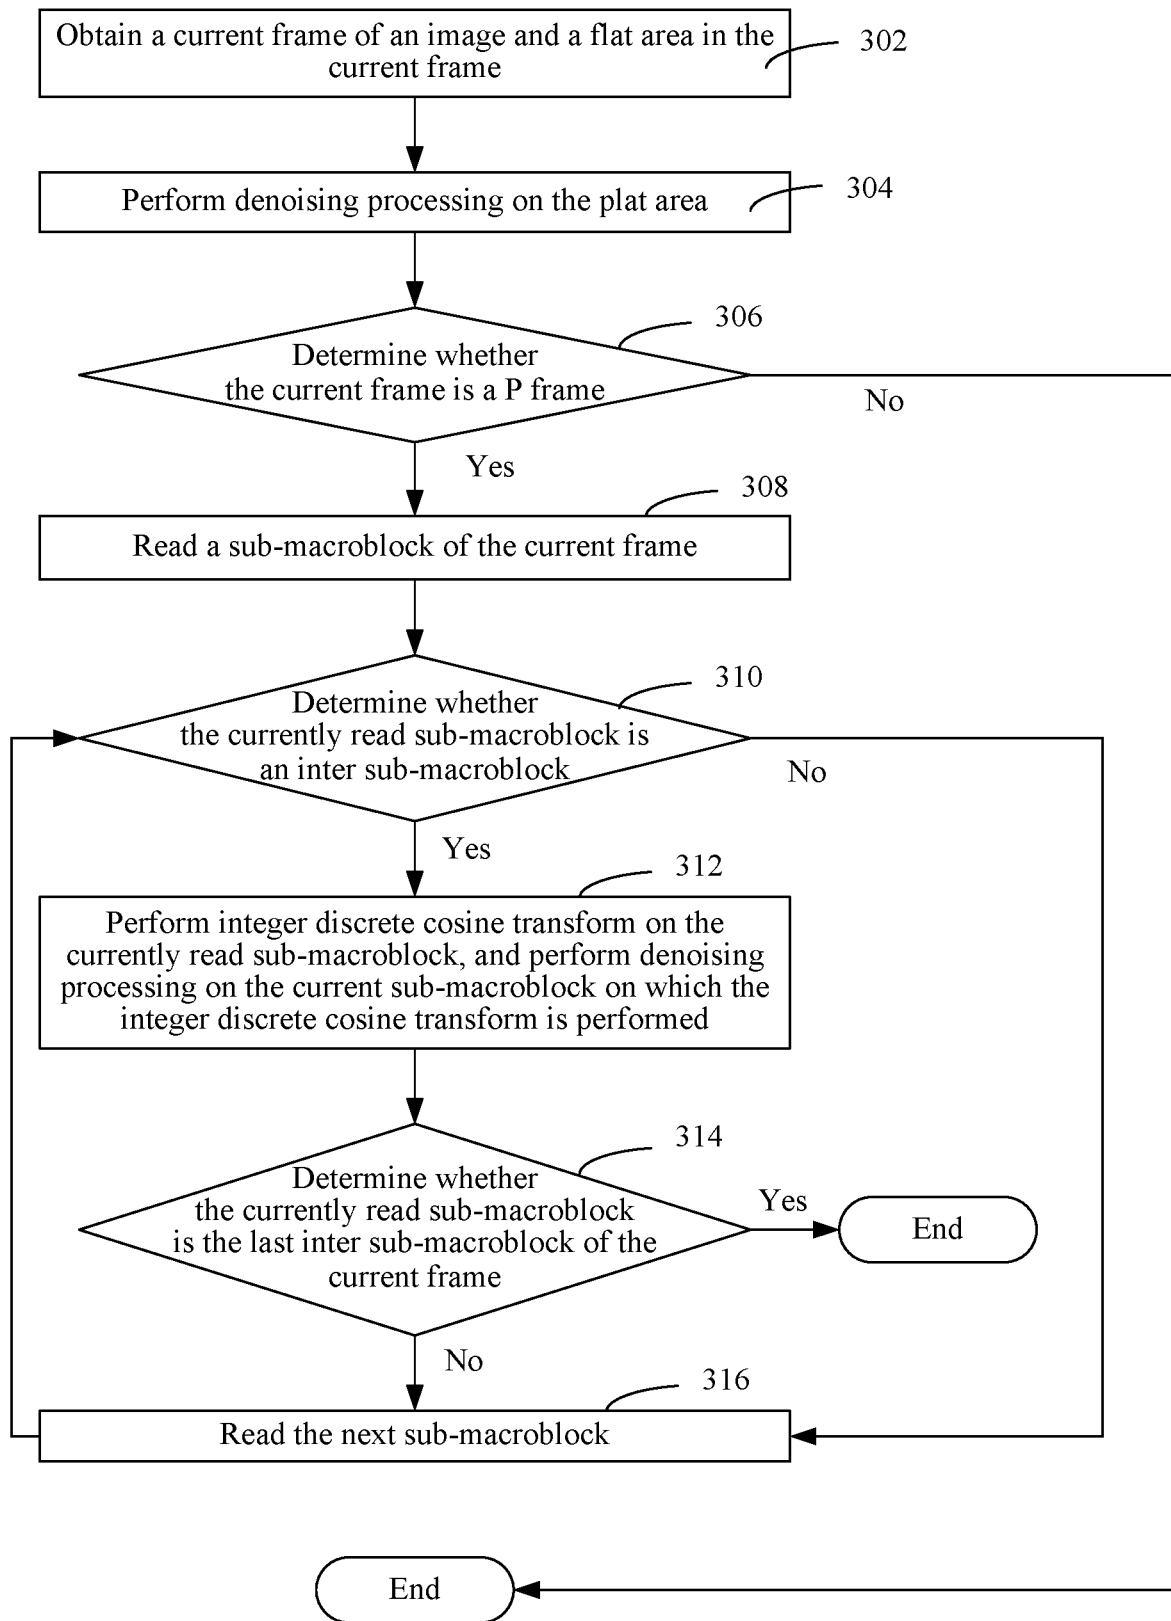 Obtain a current frame of an image and a flat area in the
current frame
302
Perform denoising processing on the plat area
304
306
Determine whether
the current frame is a P frame
No
Yes
308
Read a sub-macroblock of the current frame
310
Determine whether
the currently read sub-macroblock is
an inter sub-macroblock
No
Yes
312
Perform integer discrete cosine transform on the
currently read sub-macroblock, and perform denoising
processing on the current sub-macroblock on which the
integer discrete cosine transform is performed
314
Determine whether
the currently read sub-macroblock
is the last inter sub-macroblock of the
current frame
Yes
End
No
316
Read the next sub-macroblock
End